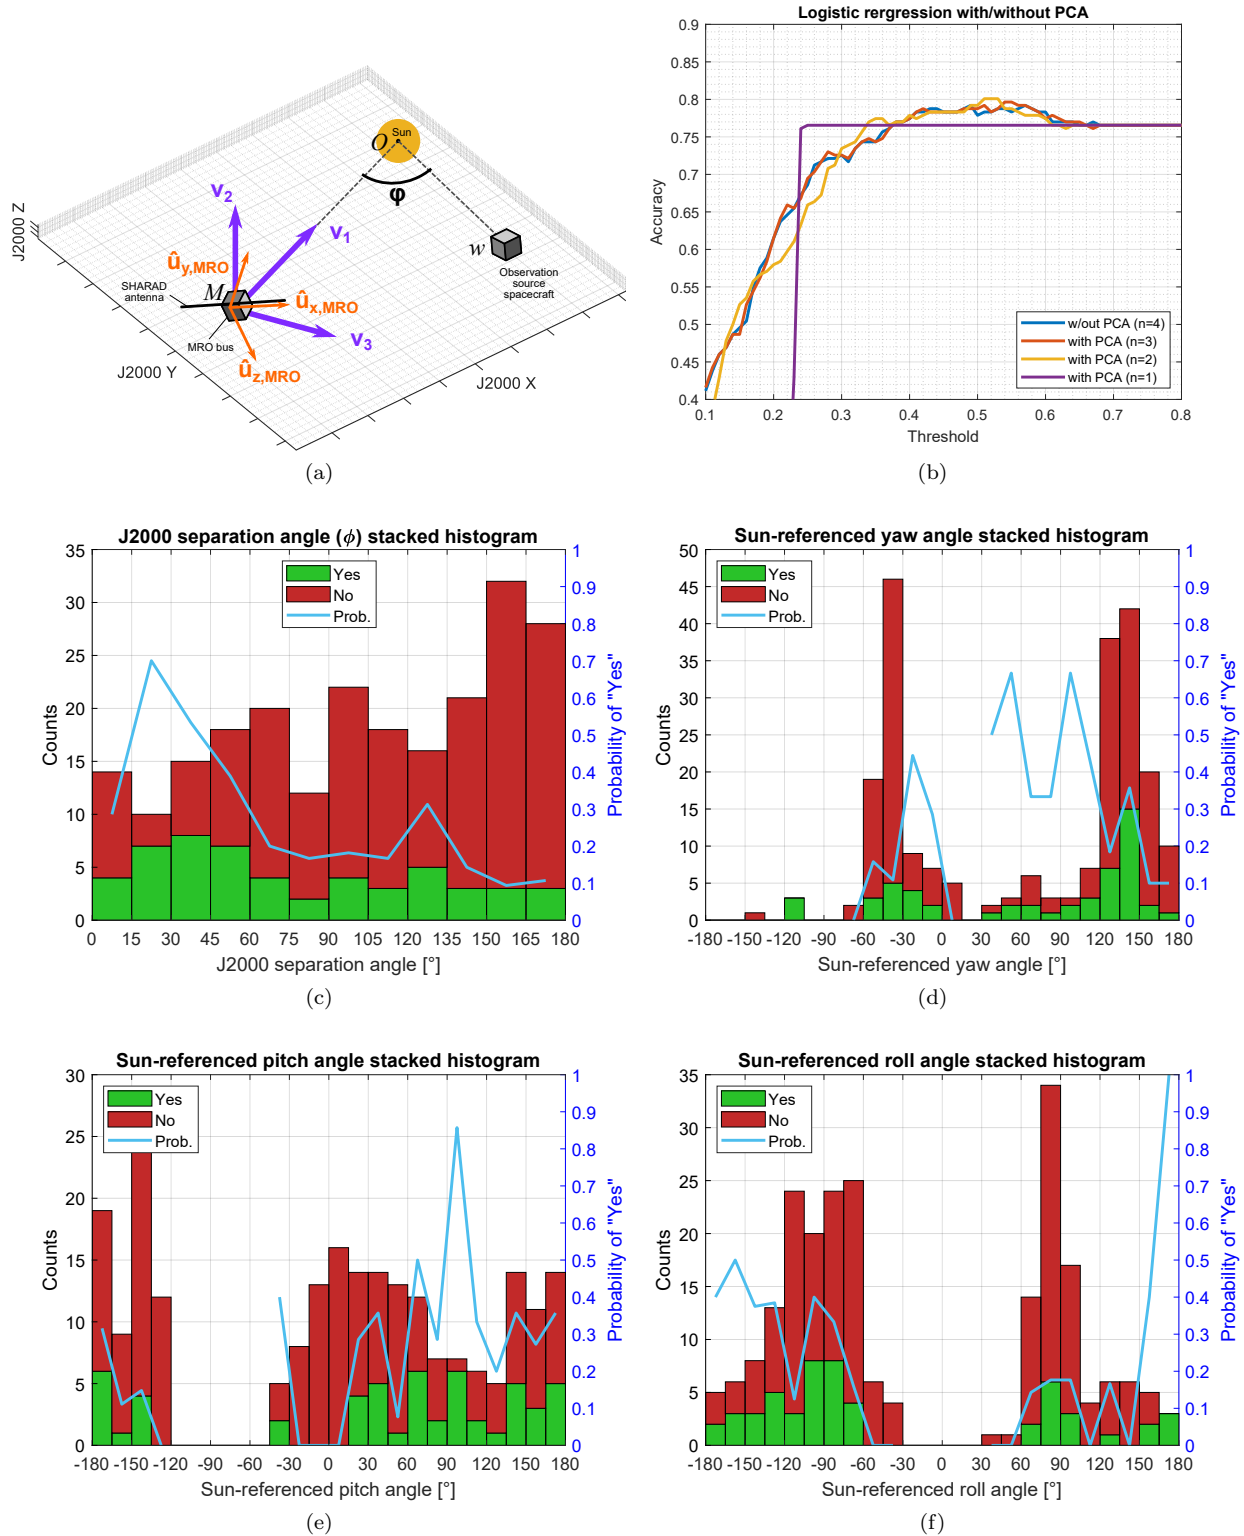 O Sun
φ
v2
v1
ûy,MRO
w
Observation
source
spacecraft
SHARAD
antenna
M
ûx,MRO
MRO bus
v3
ûz,MRO
J2000 Z
J2000 Y
J2000 X
(a)
Logistic rergression with/without PCA
0.9
0.85
0.8
0.75
0.7
0.65
0.6
0.55
0.5
0.45
0.4
Accuracy
w/out PCA (n=4)
with PCA (n=3)
with PCA (n=2)
with PCA (n=1)
0.1 0.2 0.3 0.4 0.5 0.6 0.7 0.8
Threshold
(b)
J2000 separation angle (ϕ) stacked histogram
35
30
25
20
15
10
5
0
Counts
Yes
No
Prob.
1
0.9
0.8
0.7
0.6
0.5
0.4
0.3
0.2
0.1
0
Probability of "Yes"
0 15 30 45 60 75 90 105 120 135 150 165 180
J2000 separation angle [°]
(c)
Sun-referenced yaw angle stacked histogram
50
45
40
35
30
25
20
15
10
5
0
Counts
Yes
No
Prob.
1
0.9
0.8
0.7
0.6
0.5
0.4
0.3
0.2
0.1
0
Probability of "Yes"
-180 -150 -120 -90 -60 -30 0 30 60 90 120 150 180
Sun-referenced yaw angle [°]
(d)
Sun-referenced pitch angle stacked histogram
30
25
20
15
10
5
0
Counts
Yes
No
Prob.
1
0.9
0.8
0.7
0.6
0.5
0.4
0.3
0.2
0.1
0
Probability of "Yes"
-180 -150 -120 -90 -60 -30 0 30 60 90 120 150 180
Sun-referenced pitch angle [°]
(e)
Sun-referenced roll angle stacked histogram
35
30
25
20
15
10
5
0
Counts
Yes
No
Prob.
1
0.9
0.8
0.7
0.6
0.5
0.4
0.3
0.2
0.1
0
Probability of "Yes"
-180 -150 -120 -90 -60 -30 0 30 60 90 120 150 180
Sun-referenced roll angle [°]
(f)